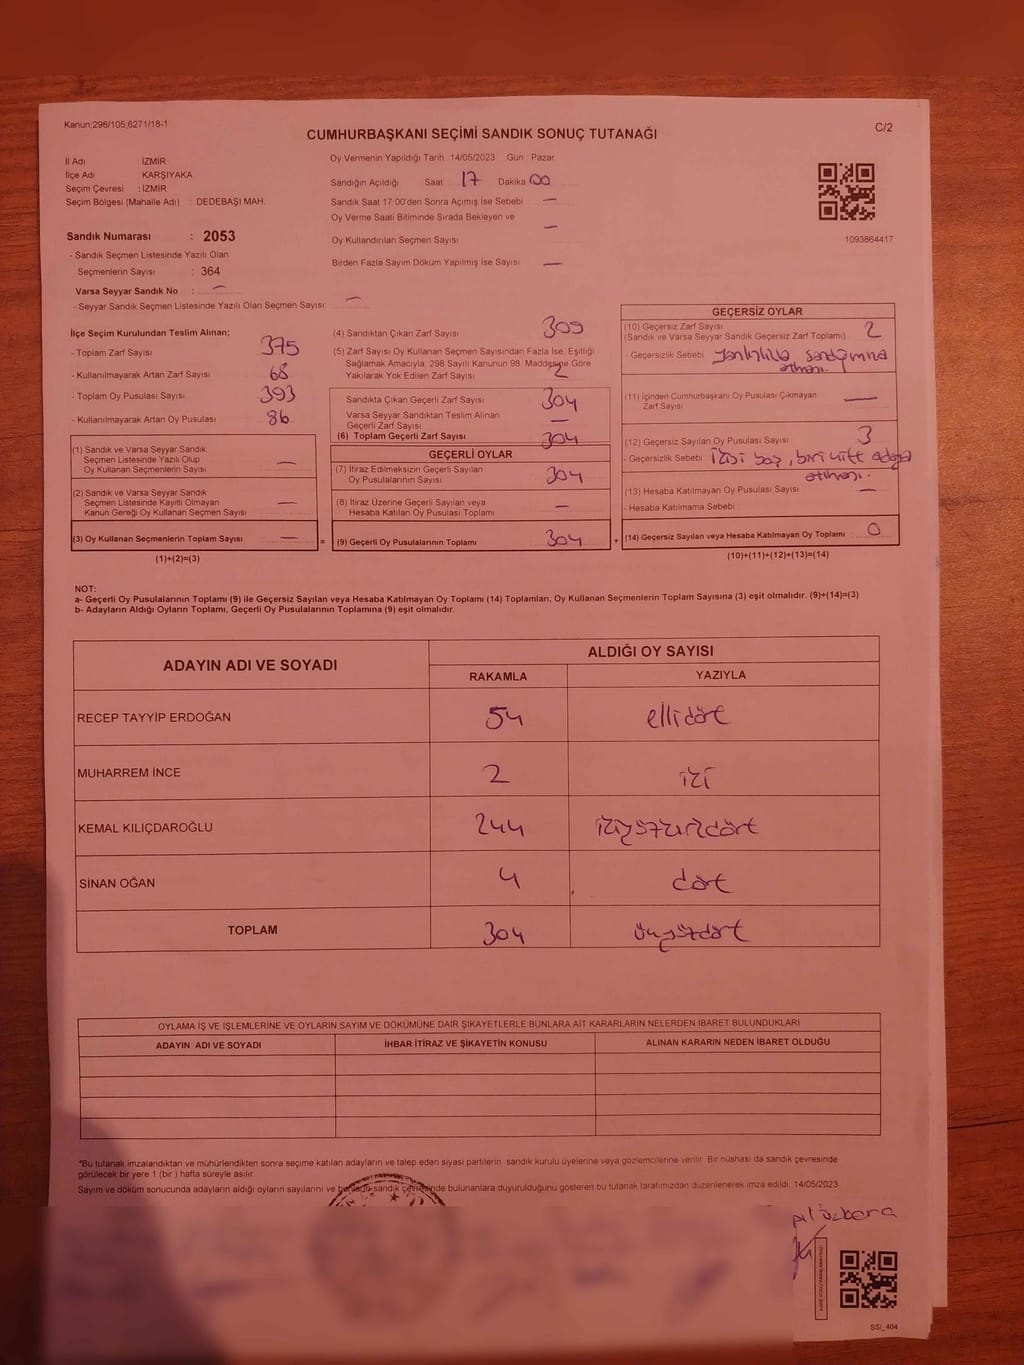 Kanun:298/105;6271/18-1
CUMHURBAŞKANI SEÇİMİ SANDIK SONUÇ TUTANAĞI
C/2
İl Adı İZMİR
İlçe Adı KARŞIYAKA
Seçim Çevresi : İZMİR
Seçim Bölgesi (Mahalle Adı) : DEDEBAŞI MAH.
Sandık Numarası : 2053
- Sandık Seçmen Listesinde Yazılı Olan
Seçmenlerin Sayısı : 364
Varsa Seyyar Sandık No : —
- Seyyar Sandık Seçmen Listesinde Yazılı Olan Seçmen Sayısı: —
Oy Vermenin Yapıldığı Tarih : 14/05/2023 Gün : Pazar
Sandığın Açıldığı Saat 17 Dakika 00
Sandık Saat 17:00'den Sonra Açımış İse Sebebi —
Oy Verme Saati Bitiminde Sırada Bekleyen ve
Oy Kullandırılan Seçmen Sayısı —
Birden Fazla Sayım Döküm Yapılmış İse Sayısı —
1093864417
İlçe Seçim Kurulundan Teslim Alınan;
- Toplam Zarf Sayısı 375
- Kullanılmayarak Artan Zarf Sayısı 68
- Toplam Oy Pusulası Sayısı 393
- Kullanılmayarak Artan Oy Pusulası 86
(1) Sandık ve Varsa Seyyar Sandık
Seçmen Listesinde Yazılı Olup
Oy Kullanan Seçmenlerin Sayısı —
(2) Sandık ve Varsa Seyyar Sandık
Seçmen Listesinde Kayıtlı Olmayan
Kanun Gereği Oy Kullanan Seçmen Sayısı —
(3) Oy Kullanan Seçmenlerin Toplam Sayısı — =
(1)+(2)=(3)
(4) Sandıktan Çıkan Zarf Sayısı 309
(5) Zarf Sayısı Oy Kullanan Seçmen Sayısından Fazla İse, Eşitliği
Sağlamak Amacıyla; 298 Sayılı Kanunun 98. Maddesine Göre
Yakılarak Yok Edilen Zarf Sayısı 2
Sandıkta Çıkan Geçerli Zarf Sayısı 304
Varsa Seyyar Sandıktan Teslim Alınan
Geçerli Zarf Sayısı —
(6) Toplam Geçerli Zarf Sayısı 304
GEÇERLİ OYLAR
(7) İtiraz Edilmeksizin Geçerli Sayılan
Oy Pusulalarının Sayısı 304
(8) İtiraz Üzerine Geçerli Sayılan veya
Hesaba Katılan Oy Pusulası Toplamı —
(9) Geçerli Oy Pusulalarının Toplamı 304 +
GEÇERSİZ OYLAR
(10) Geçersiz Zarf Sayısı
(Sandık ve Varsa Seyyar Sandık Geçersiz Zarf Toplamı) 2
- Geçersizlik Sebebi
atması.
(11) İçinden Cumhurbaşkanı Oy Pusulası Çıkmayan
Zarf Sayısı —
(12) Geçersiz Sayılan Oy Pusulası Sayısı 3
- Geçersizlik Sebebi ikisi boş, biri çift adaya
atması.
(13) Hesaba Katılmayan Oy Pusulası Sayısı —
- Hesaba Katılmama Sebebi
(14) Geçersiz Sayılan veya Hesaba Katılmayan Oy Toplamı 0
(10)+(11)+(12)+(13)=(14)
NOT:
a- Geçerli Oy Pusulalarının Toplamı (9) ile Geçersiz Sayılan veya Hesaba Katılmayan Oy Toplamı (14) Toplamları, Oy Kullanan Seçmenlerin Toplam Sayısına (3) eşit olmalıdır. (9)+(14)=(3)
b- Adayların Aldığı Oyların Toplamı, Geçerli Oy Pusulalarının Toplamına (9) eşit olmalıdır.
ADAYIN ADI VE SOYADI ALDIĞI OY SAYISI
RAKAMLA YAZIYLA
RECEP TAYYİP ERDOĞAN 54 ellidört
MUHARREM İNCE 2 iki
KEMAL KILIÇDAROĞLU 244 ikiyüzkırkdört
SİNAN OĞAN 4 dört
TOPLAM 304 üçyüzdört
OYLAMA İŞ VE İŞLEMLERİNE VE OYLARIN SAYIM VE DÖKÜMÜNE DAİR ŞİKAYETLERLE BUNLARA AİT KARARLARIN NELERDEN İBARET BULUNDUKLARI
ADAYIN ADI VE SOYADI İHBAR İTİRAZ VE ŞİKAYETİN KONUSU ALINAN KARARIN NEDEN İBARET OLDUĞU
*Bu tutanak imzalandıktan ve mühürlendikten sonra seçime katılan adayların ve talep eden siyasi partilerin sandık kurulu üyelerine veya gözlemcilerine verilir. Bir nüshası da sandık çevresinde
görülecek bir yere 1 (bir) hafta süreyle asılır.
Sayım ve döküm sonucunda adayların aldığı oyların sayılarını ve bunların sandık çevresinde bulunanlara duyurulduğunu gösteren bu tutanak tarafımızdan düzenlenerek imza edildi. 14/05/2023
SSI_404